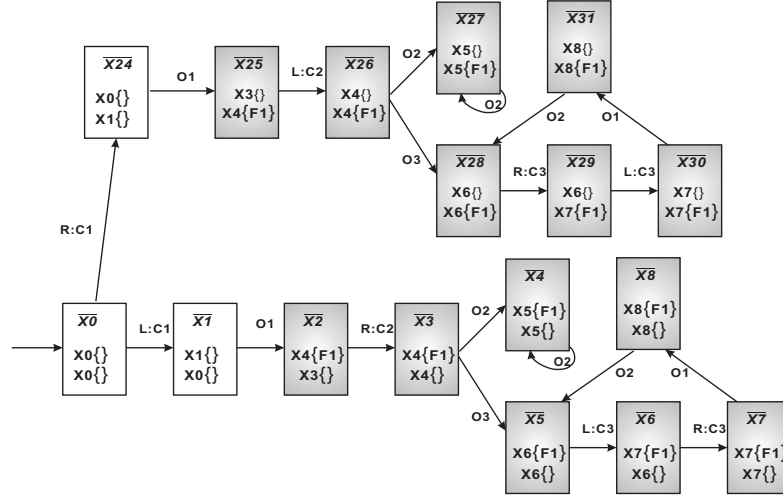 X24
X0{}
X1{}
O1
X25
X3{}
X4{F1}
L:C2
X26
X4{}
X4{F1}
O2
X27
X5{}
X5{F1}
O2
X31
X8{}
X8{F1}
O2
O1
O3
X28
X6{}
X6{F1}
R:C3
X29
X6{}
X7{F1}
L:C3
X30
X7{}
X7{F1}
R:C1
X0
X0{}
X0{}
L:C1
X1
X1{}
X0{}
O1
X2
X4{F1}
X3{}
R:C2
X3
X4{F1}
X4{}
O2
X4
X5{F1}
X5{}
O2
X8
X8{F1}
X8{}
O2
O1
O3
X5
X6{F1}
X6{}
L:C3
X6
X7{F1}
X6{}
R:C3
X7
X7{F1}
X7{}